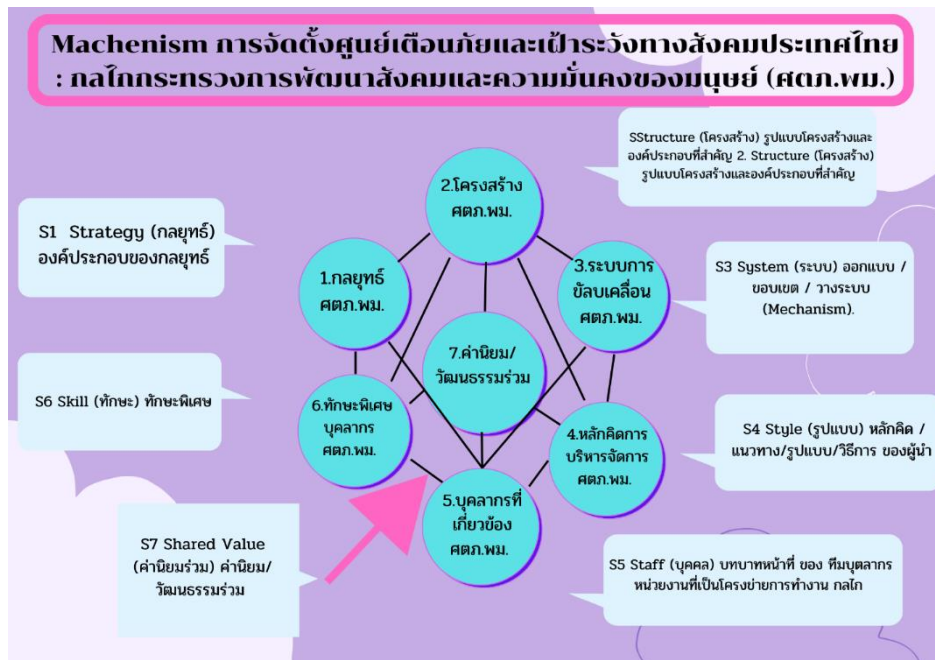 Machenism การจัดตั้งศูนย์เตือนภัยและเฝ้าระวังทางสังคมประเทศไทย
: กลไกกระทรวงการพัฒนาสังคมและความมั่นคงของมนุษย์ (ศตภ.พม.)
SStructure (โครงสร้าง) รูปแบบโครงสร้างและ
องค์ประกอบที่สำคัญ 2. Structure (โครงสร้าง)
รูปแบบโครงสร้างและองค์ประกอบที่สำคัญ
2.โครงสร้าง
ศตภ.พม.
S1 Strategy (กลยุทธ์)
องค์ประกอบของกลยุทธ์
1.กลยุทธ์
ศตภ.พม.
3.ระบบการ
ขัลบเคลื่อน
ศตภ.พม.
S3 System (ระบบ) ออกแบบ /
ขอบเขต / วางระบบ
(Mechanism).
7.ค่านิยม/
วัฒนธรรมร่วม
S6 Skill (ทักษะ) ทักษะพิเศษ
6.ทักษะพิเศษ
บุคลากร
ศตภ.พม.
4.หลักคิดการ
บริหารจัดการ
ศตภ.พม.
S4 Style (รูปแบบ) หลักคิด /
แนวทาง/รูปแบบ/วิธีการ ของผู้นำ
5.บุคลากรที่
เกี่ยวข้อง
ศตภ.พม.
S7 Shared Value
(ค่านิยมร่วม) ค่านิยม/
วัฒนธรรมร่วม
S5 Staff (บุคคล) บทบาทหน้าที่ ของ ทีมบุตลากร
หน่วยงานที่เป็นโครงข่ายการทำงาน กลไก